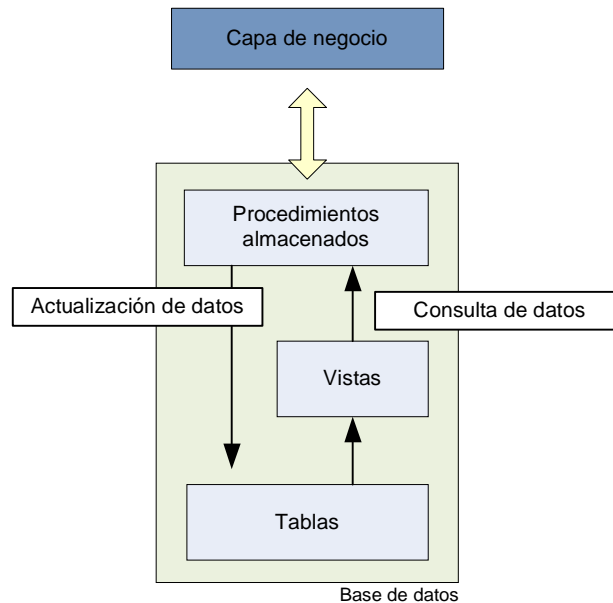 Capa de negocio
Procedimientos
almacenados
Actualización de datos
Consulta de datos
Vistas
Tablas
Base de datos